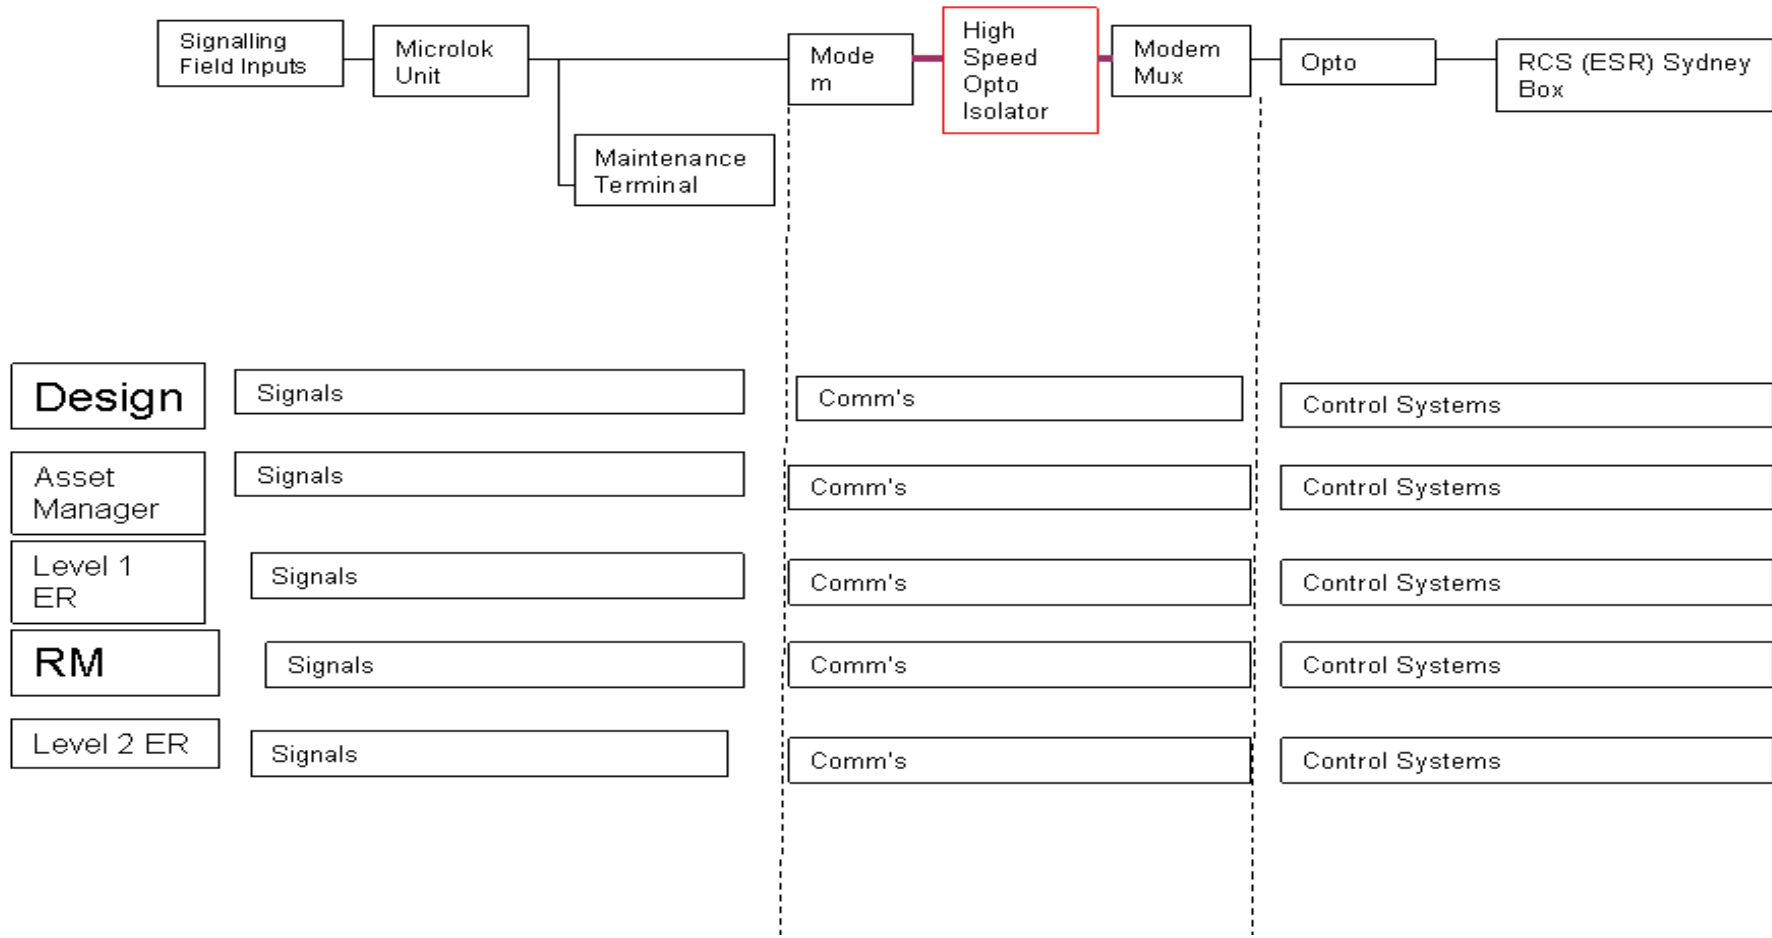 Signalling
Field Inputs
Microlok
Unit
Mode
m
High
Speed
Opto
Isolator
Modem
Mux
Opto
RCS (ESR) Sydney
Box
Maintenance
Terminal
Design
Signals
Comm's
Control Systems
Asset
Manager
Signals
Comm's
Control Systems
Level 1
ER
Signals
Comm's
Control Systems
RM
Signals
Comm's
Control Systems
Level 2 ER
Signals
Comm's
Control Systems